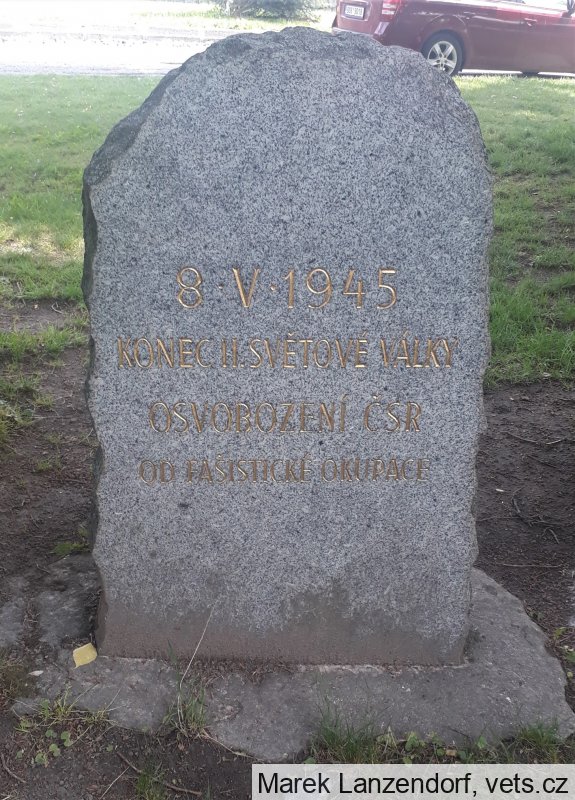 8·V·1945
KONEC II. SVĚTOVÉ VÁLKY
OSVOBOZENÍ ČSR
OD FAŠISTICKÉ OKUPACE
Marek Lanzendorf, vets.cz